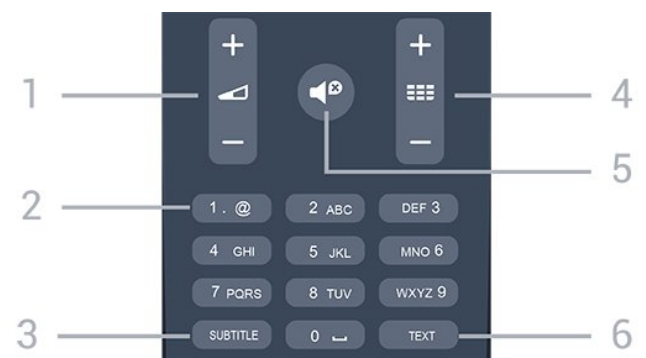 + +
1 4
− −
5
2 1 . @ 2 ABC DEF 3
4 GHI 5 JKL MNO 6
7 PQRS 8 TUV WXYZ 9
3 SUBTITLE 0 ⎵ TEXT 6